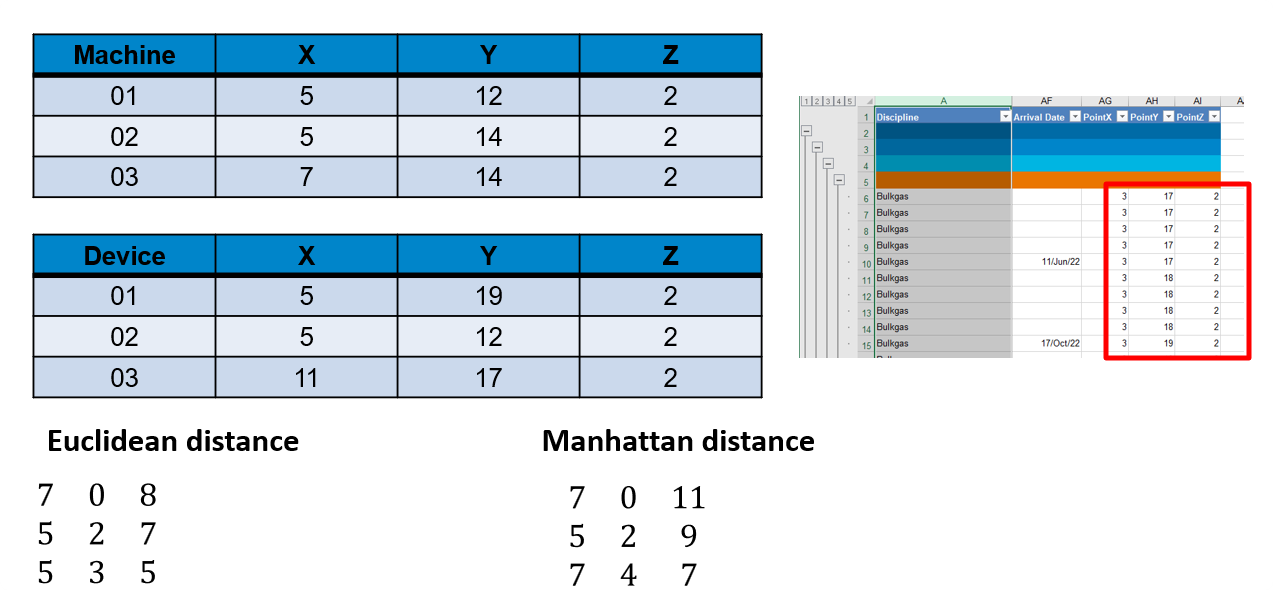 Machine X Y Z
01 5 12 2
02 5 14 2
03 7 14 2
Device X Y Z
01 5 19 2
02 5 12 2
03 11 17 2
Euclidean distance
7 0 8
5 2 7
5 3 5
Manhattan distance
7 0 11
5 2 9
7 4 7
1 2 3 4 5 A AF AG AH AI
1 Discipline Arrival Date PointX PointY PointZ
2
3
4
5
6 Bulkgas 3 17 2
7 Bulkgas 3 17 2
8 Bulkgas 3 17 2
9 Bulkgas 3 17 2
10 Bulkgas 11/Jun/22 3 17 2
11 Bulkgas 3 18 2
12 Bulkgas 3 18 2
13 Bulkgas 3 18 2
14 Bulkgas 3 18 2
15 Bulkgas 17/Oct/22 3 19 2